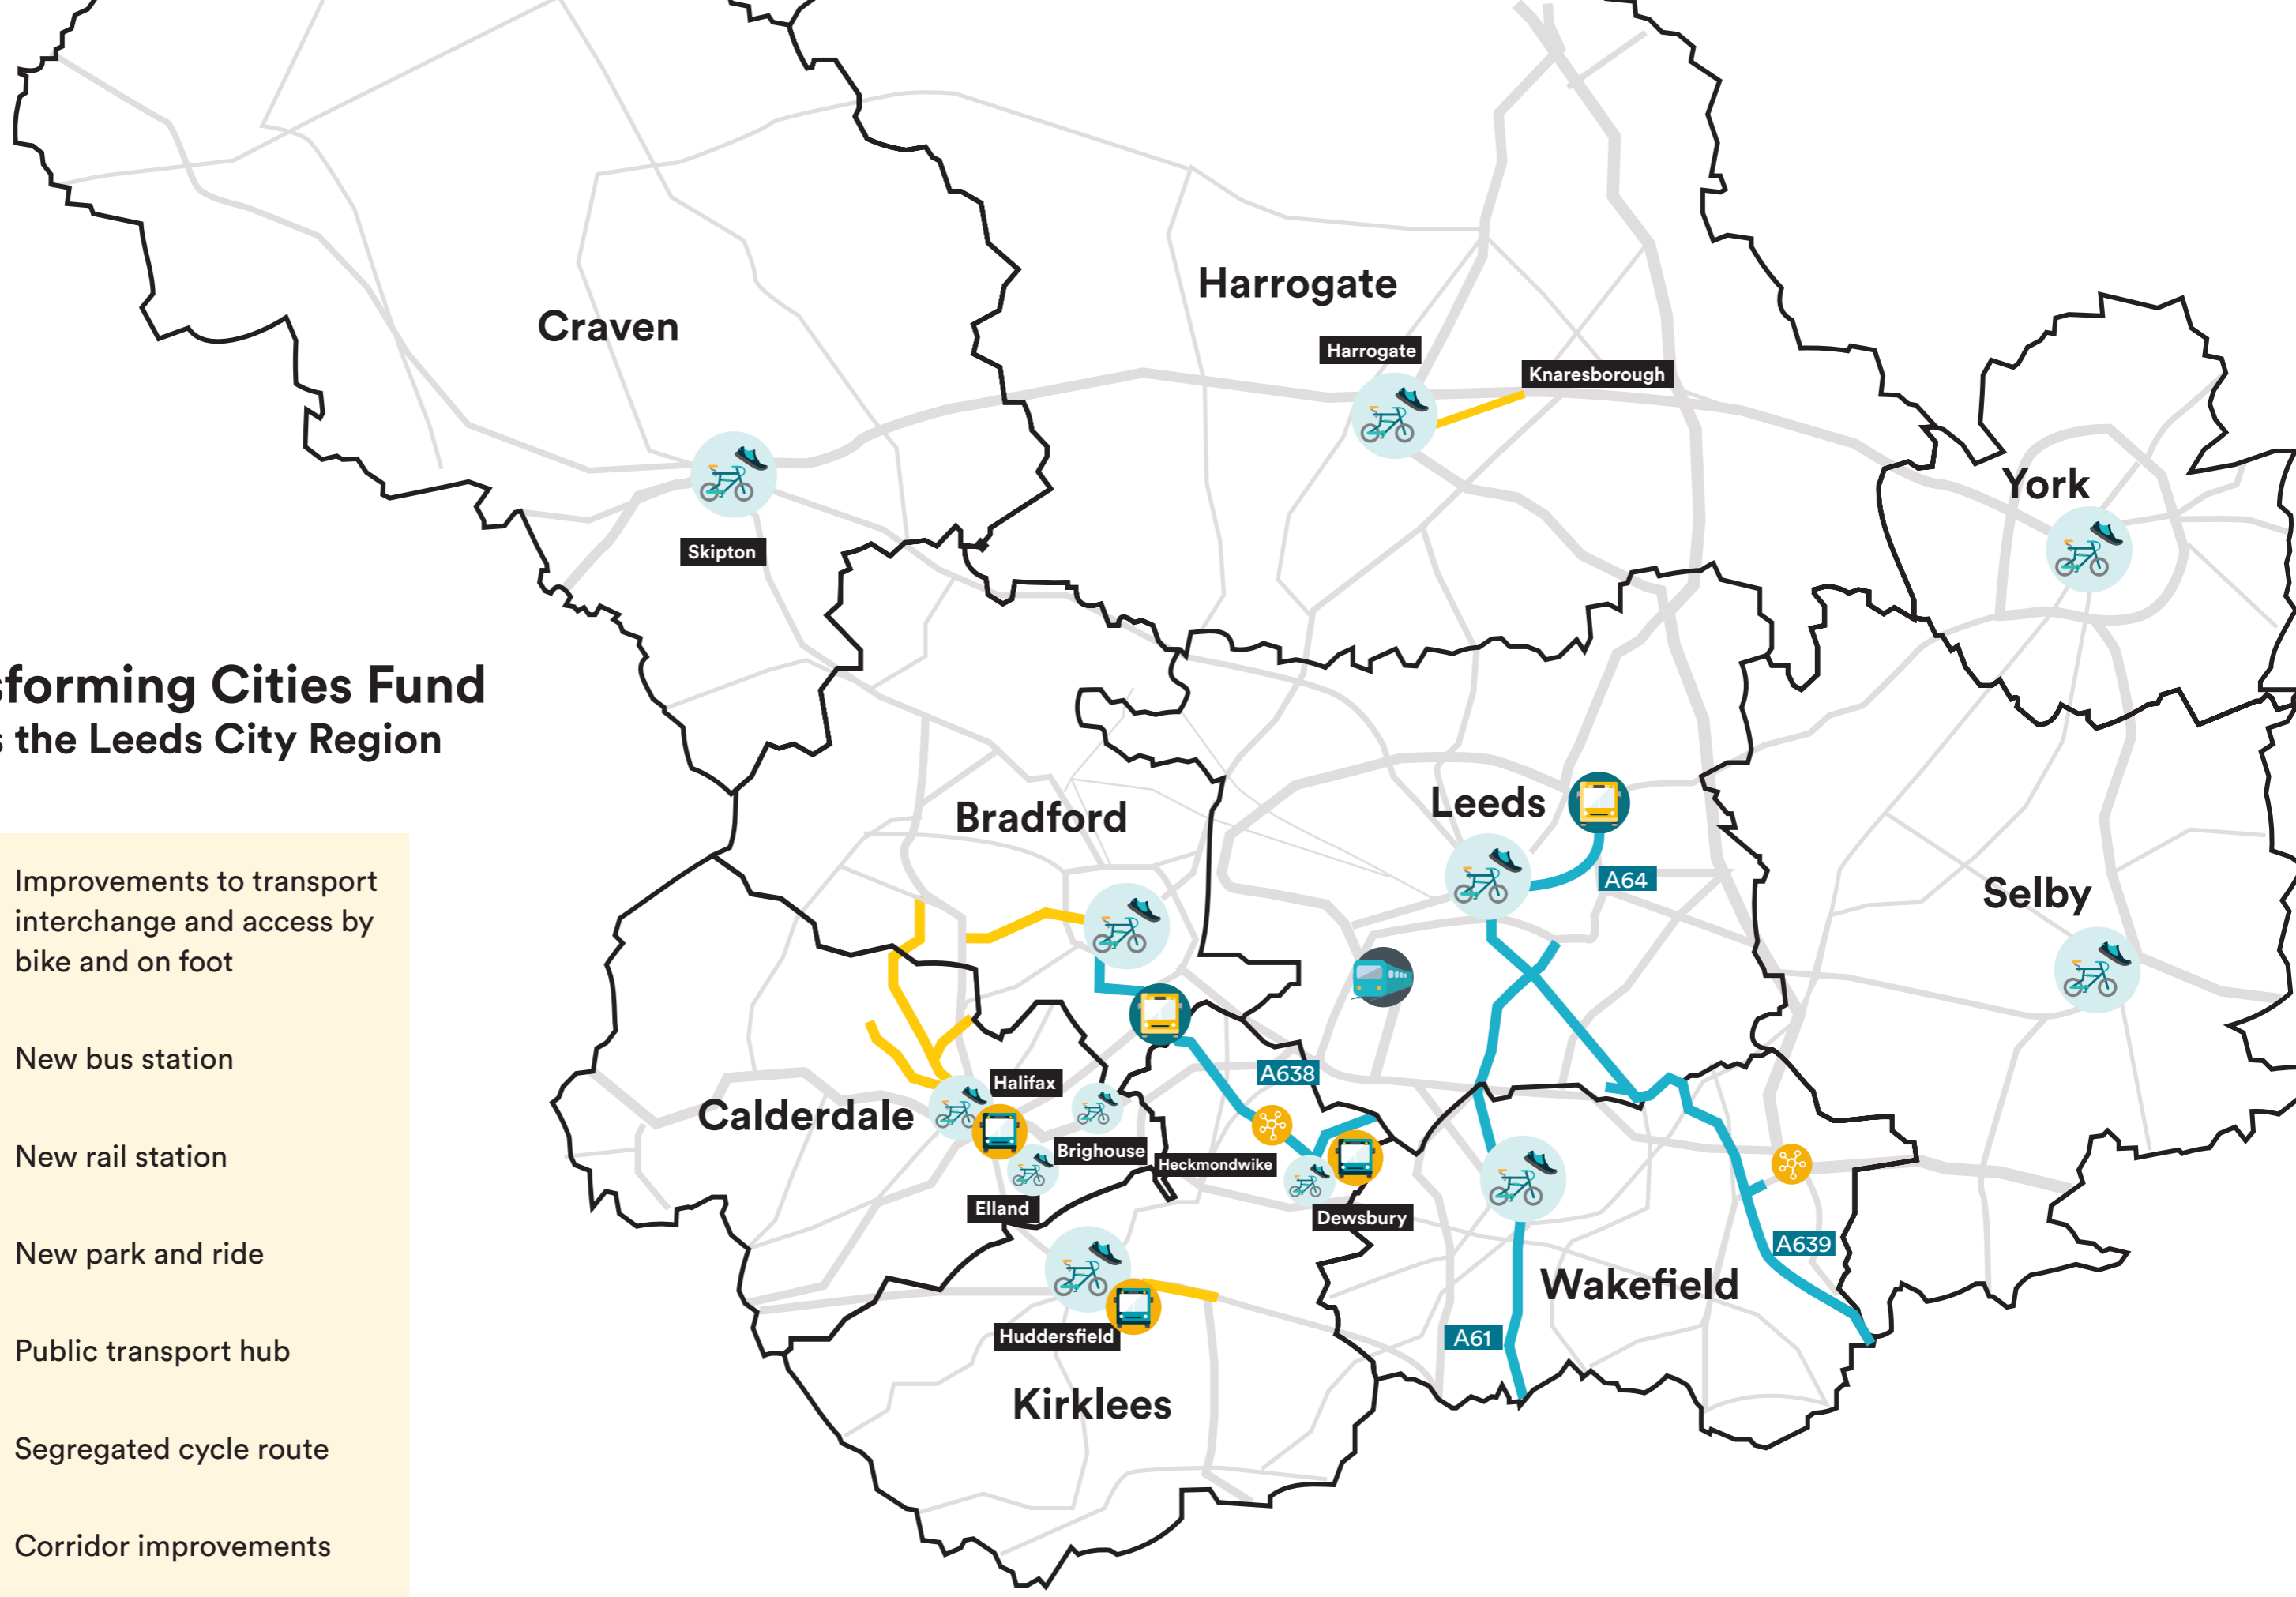 Craven
Harrogate
Harrogate
Knaresborough
York
Skipton
sforming Cities Fund
s the Leeds City Region
Bradford
Leeds
A64
Selby
Improvements to transport
interchange and access by
bike and on foot
New bus station
New rail station
New park and ride
Public transport hub
Segregated cycle route
Corridor improvements
A638
Halifax
Calderdale
Brighouse
Heckmondwike
Elland
Dewsbury
A639
Wakefield
A61
Huddersfield
Kirklees